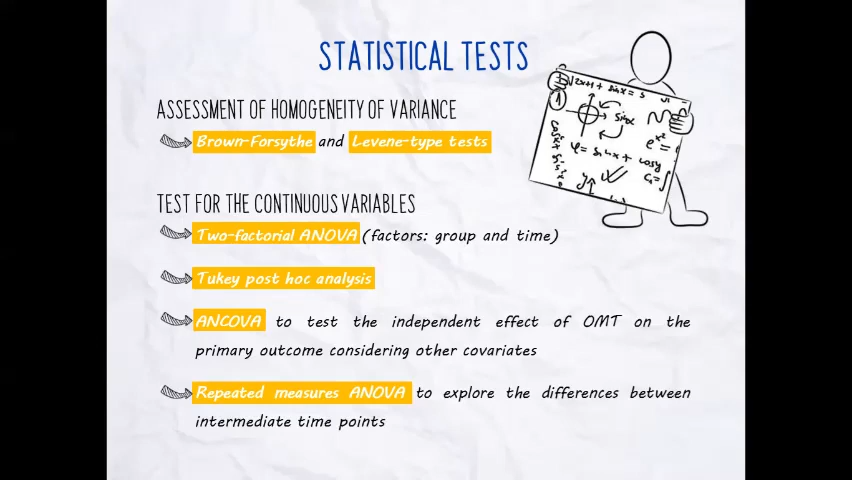 STATISTICAL TESTS
ASSESSMENT OF HOMOGENEITY OF VARIANCE
Brown-Forsythe and Levene-type tests
TEST FOR THE CONTINUOUS VARIABLES
Two-factorial ANOVA (factors: group and time)
Tukey post hoc analysis
ANCOVA to test the independent effect of OMT on the
primary outcome considering other covariates
Repeated measures ANOVA to explore the differences between
intermediate time points